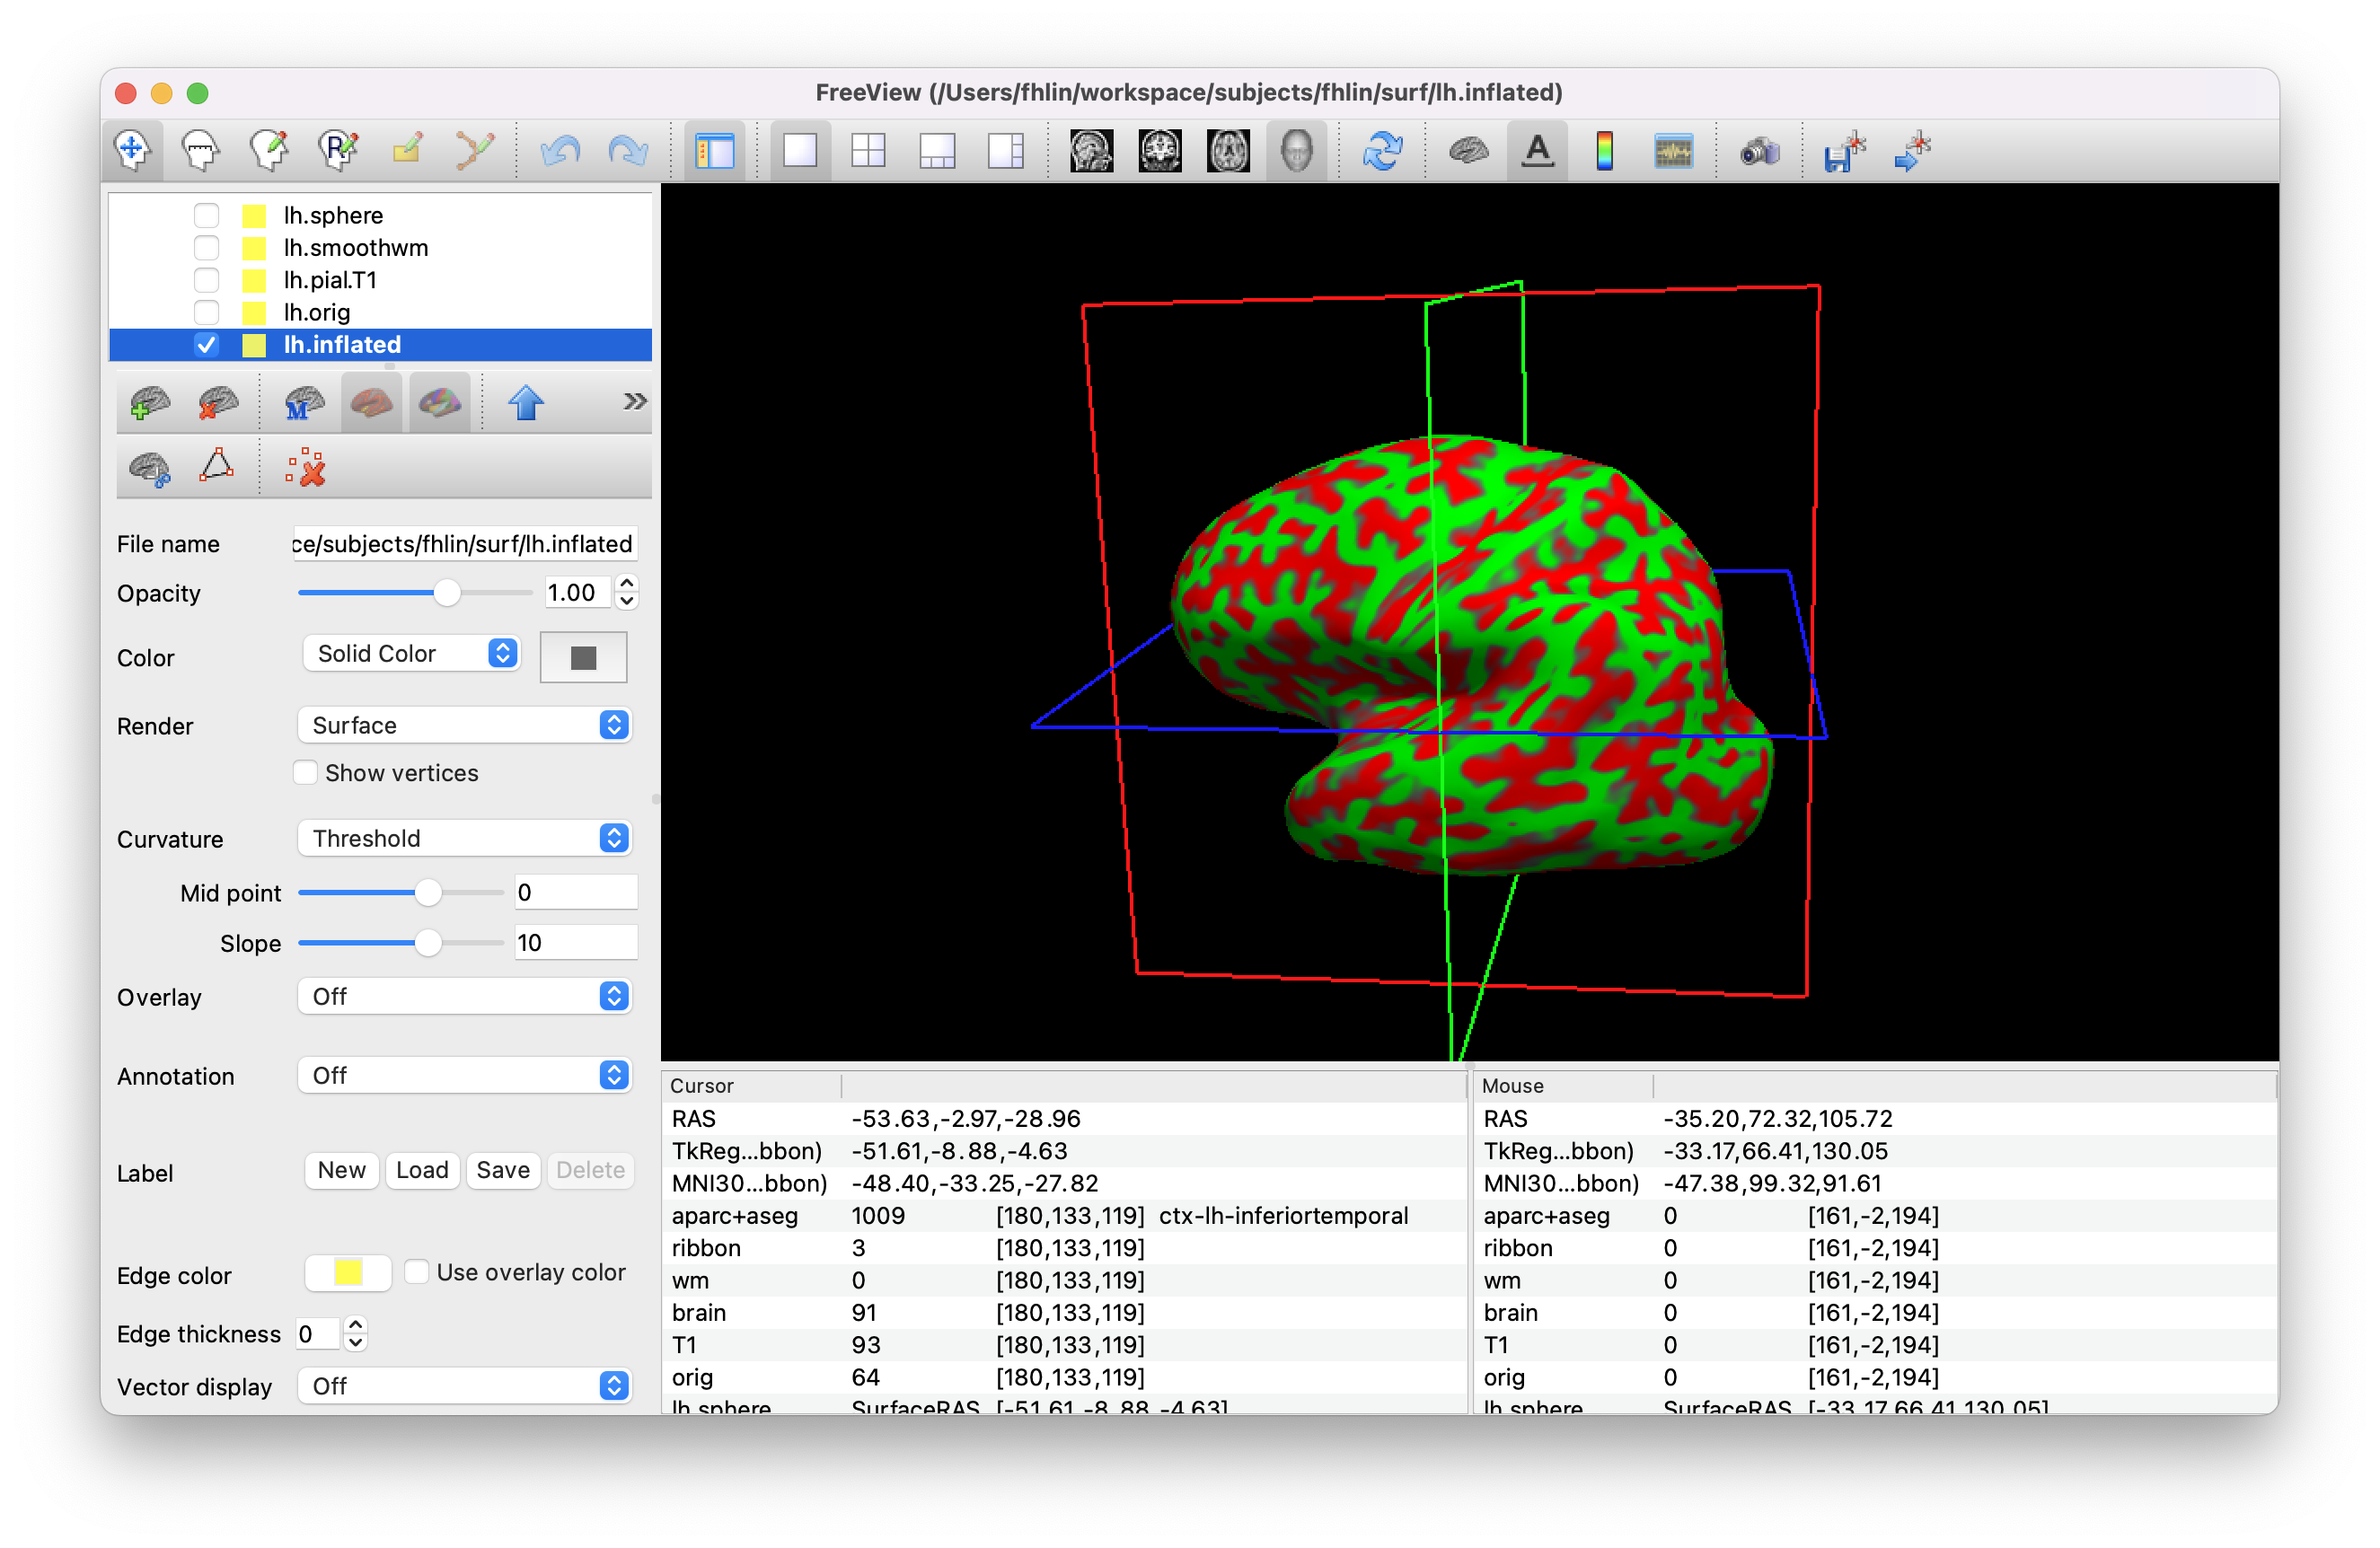 FreeView (/Users/fhlin/workspace/subjects/fhlin/surf/lh.inflated)
R
A
lh.sphere
lh.smoothwm
lh.pial.T1
lh.orig
lh.inflated
M
»
File name ce/subjects/fhlin/surf/lh.inflated
Opacity 1.00
Color Solid Color
Render Surface
Show vertices
Curvature Threshold
Mid point 0
Slope 10
Overlay Off
Annotation Off
Label New Load Save Delete
Edge color Use overlay color
Edge thickness 0
Vector display Off
Cursor
RAS -53.63,-2.97,-28.96
TkReg...bbon) -51.61,-8.88,-4.63
MNI30...bbon) -48.40,-33.25,-27.82
aparc+aseg 1009 [180,133,119] ctx-lh-inferiortemporal
ribbon 3 [180,133,119]
wm 0 [180,133,119]
brain 91 [180,133,119]
T1 93 [180,133,119]
orig 64 [180,133,119]
lh.sphere SurfaceRAS [-51.61,-8.88,-4.63]
Mouse
RAS -35.20,72.32,105.72
TkReg...bbon) -33.17,66.41,130.05
MNI30...bbon) -47.38,99.32,91.61
aparc+aseg 0 [161,-2,194]
ribbon 0 [161,-2,194]
wm 0 [161,-2,194]
brain 0 [161,-2,194]
T1 0 [161,-2,194]
orig 0 [161,-2,194]
lh.sphere SurfaceRAS [-33.17,66.41,130.05]